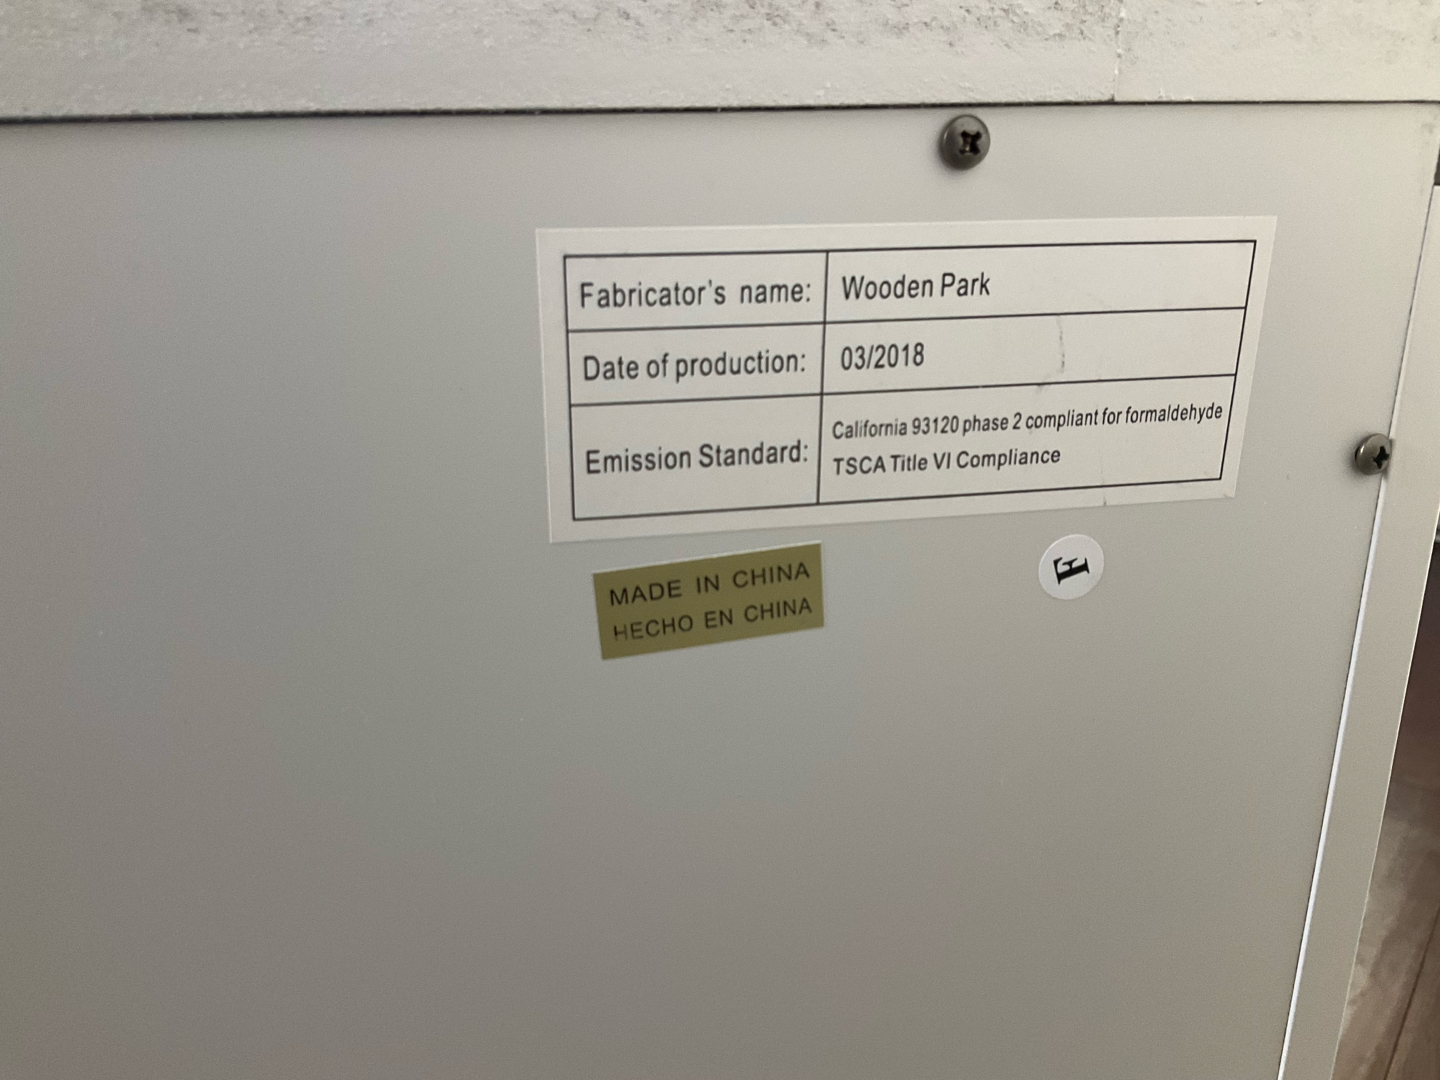 Fabricator's name: Wooden Park
Date of production: 03/2018
Emission Standard: California 93120 phase 2 compliant for formaldehyde
TSCA Title VI Compliance
MADE IN CHINA
HECHO EN CHINA
F